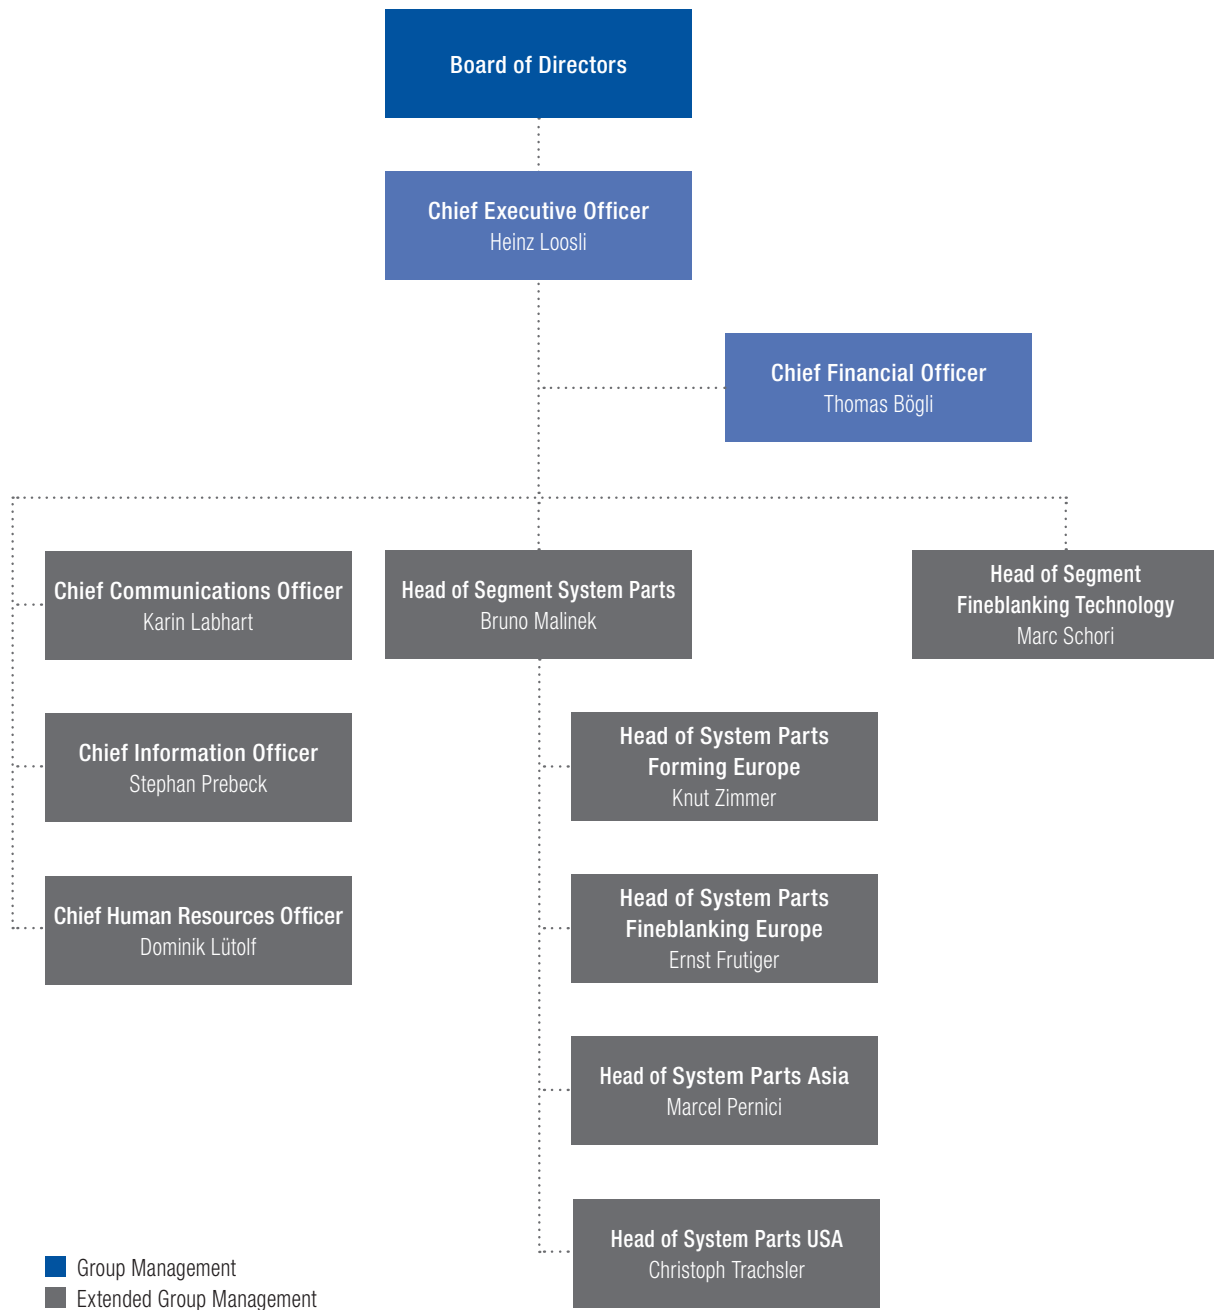 Board of Directors
Chief Executive Officer
Heinz Loosli
Chief Financial Officer
Thomas Bögli
Chief Communications Officer
Karin Labhart
Head of Segment System Parts
Bruno Malinek
Head of Segment
Fineblanking Technology
Marc Schori
Chief Information Officer
Stephan Prebeck
Head of System Parts
Forming Europe
Knut Zimmer
Chief Human Resources Officer
Dominik Lütolf
Head of System Parts
Fineblanking Europe
Ernst Frutiger
Head of System Parts Asia
Marcel Pernici
Head of System Parts USA
Christoph Trachsler
Group Management
Extended Group Management